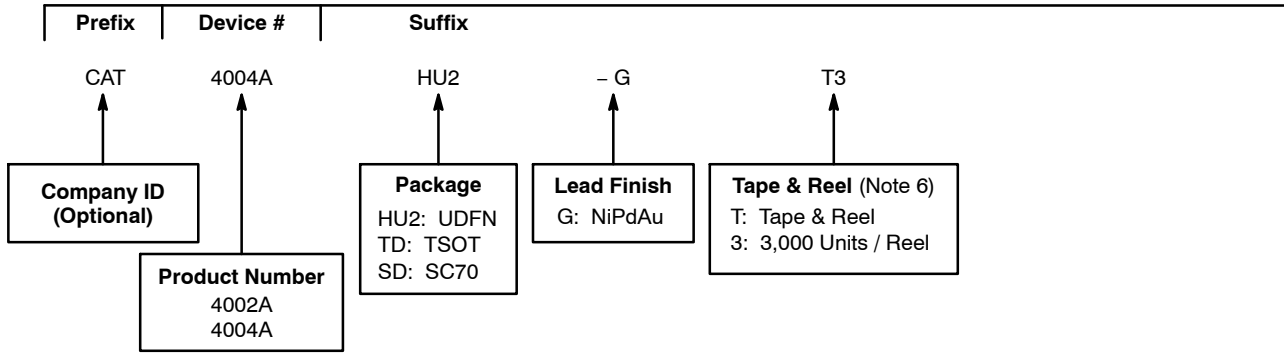 Prefix Device # Suffix
CAT 4004A HU2 – G T3
Company ID
(Optional)
Product Number
4002A
4004A
Package
HU2: UDFN
TD: TSOT
SD: SC70
Lead Finish
G: NiPdAu
Tape & Reel (Note 6)
T: Tape & Reel
3: 3,000 Units / Reel